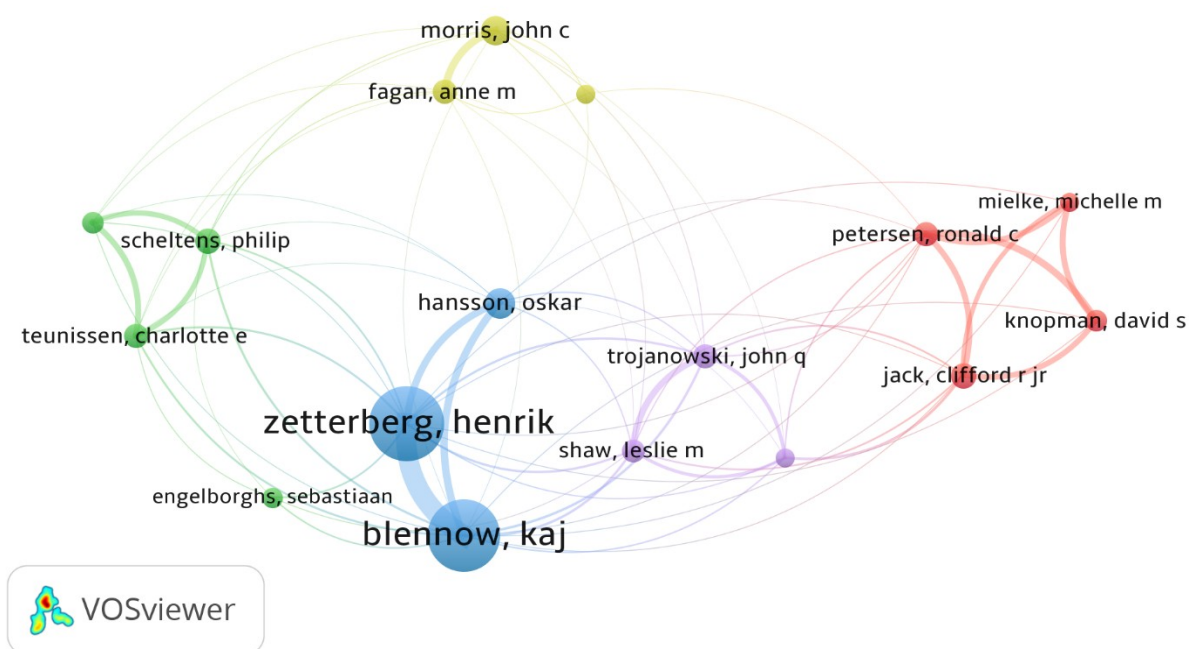 morris, john c
fagan, anne m
mielke, michelle m
petersen, ronald c
scheltens, philip
hansson, oskar
knopman, david s
teunissen, charlotte e
trojanowski, john q
jack, clifford r jr
zetterberg, henrik
shaw, leslie m
engelborghs, sebastiaan
blennow, kaj
VOSviewer